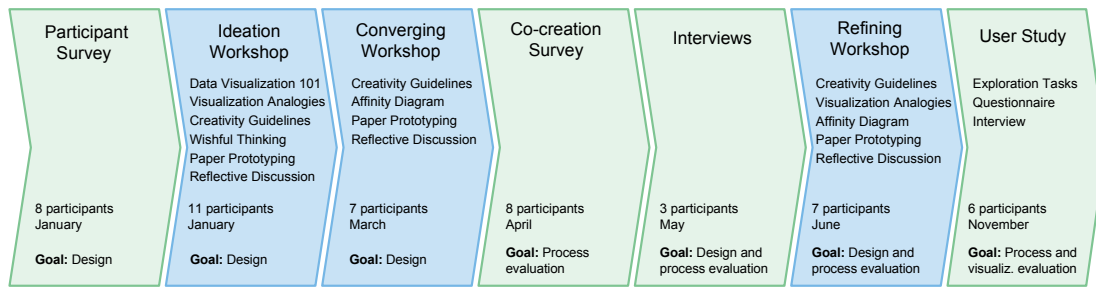 Participant
Survey
8 participants
January
Goal: Design
Ideation
Workshop
Data Visualization 101
Visualization Analogies
Creativity Guidelines
Wishful Thinking
Paper Prototyping
Reflective Discussion
11 participants
January
Goal: Design
Converging
Workshop
Creativity Guidelines
Affinity Diagram
Paper Prototyping
Reflective Discussion
7 participants
March
Goal: Design
Co-creation
Survey
8 participants
April
Goal: Process
evaluation
Interviews
3 participants
May
Goal: Design and
process evaluation
Refining
Workshop
Creativity Guidelines
Visualization Analogies
Affinity Diagram
Paper Prototyping
Reflective Discussion
7 participants
June
Goal: Design and
process evaluation
User Study
Exploration Tasks
Questionnaire
Interview
6 participants
November
Goal: Process and
visualiz. evaluation